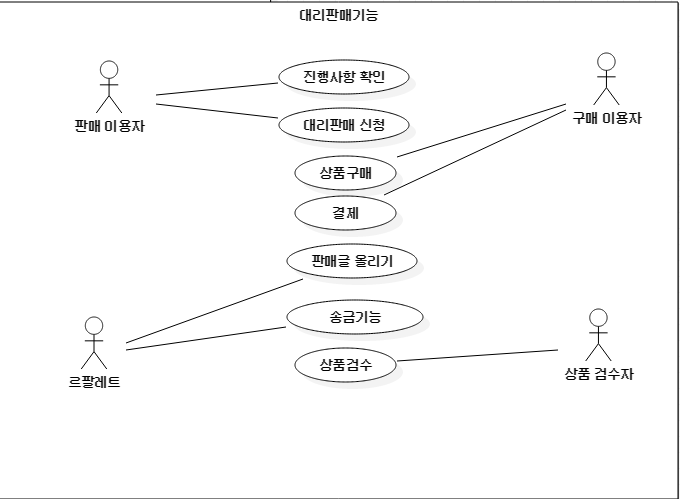 대리판매기능
진행사항 확인
판매 이용자
대리판매 신청
구매 이용자
상품구매
결제
판매글 올리기
송금기능
르팔레트
상품검수
상품 검수자